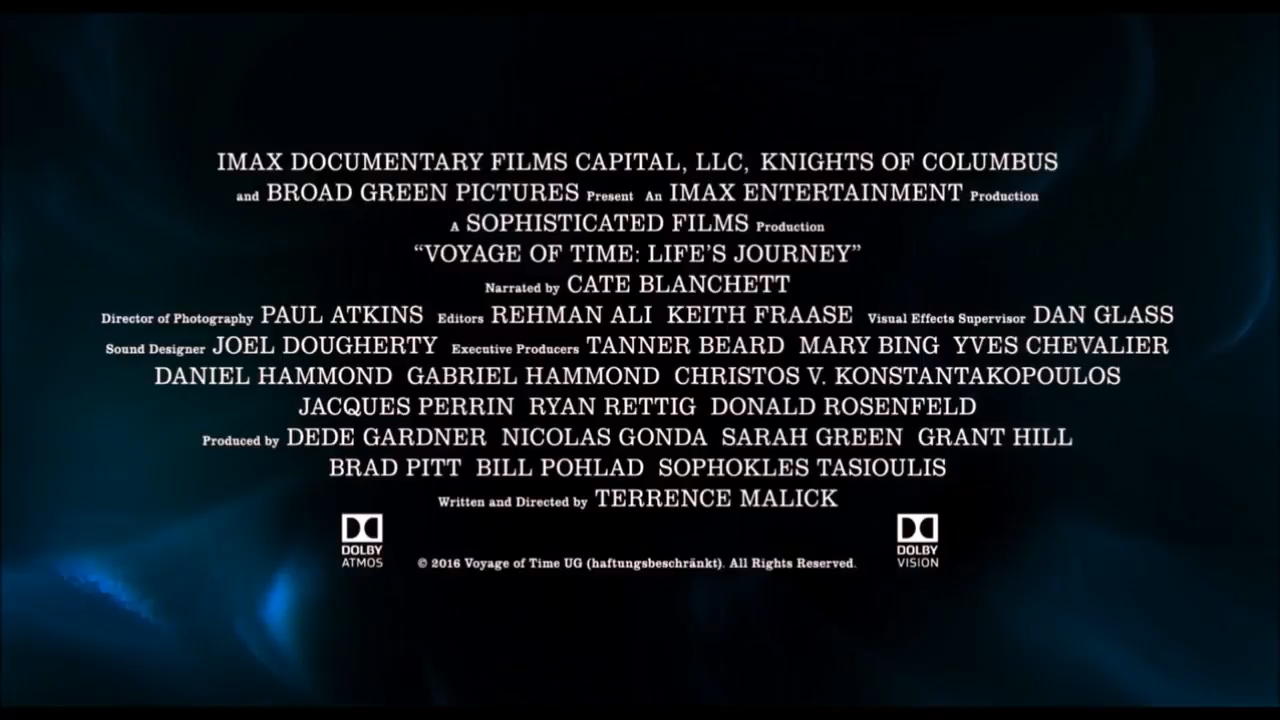 IMAX DOCUMENTARY FILMS CAPITAL, LLC, KNIGHTS OF COLUMBUS
and BROAD GREEN PICTURES Present An IMAX ENTERTAINMENT Production
A SOPHISTICATED FILMS Production
“VOYAGE OF TIME: LIFE’S JOURNEY”
Narrated by CATE BLANCHETT
Director of Photography PAUL ATKINS Editors REHMAN ALI KEITH FRAASE Visual Effects Supervisor DAN GLASS
Sound Designer JOEL DOUGHERTY Executive Producers TANNER BEARD MARY BING YVES CHEVALIER
DANIEL HAMMOND GABRIEL HAMMOND CHRISTOS V. KONSTANTAKOPOULOS
JACQUES PERRIN RYAN RETTIG DONALD ROSENFELD
Produced by DEDE GARDNER NICOLAS GONDA SARAH GREEN GRANT HILL
BRAD PITT BILL POHLAD SOPHOKLES TASIOULIS
Written and Directed by TERRENCE MALICK
DOLBY
ATMOS
© 2016 Voyage of Time UG (haftungsbeschränkt). All Rights Reserved.
DOLBY
VISION